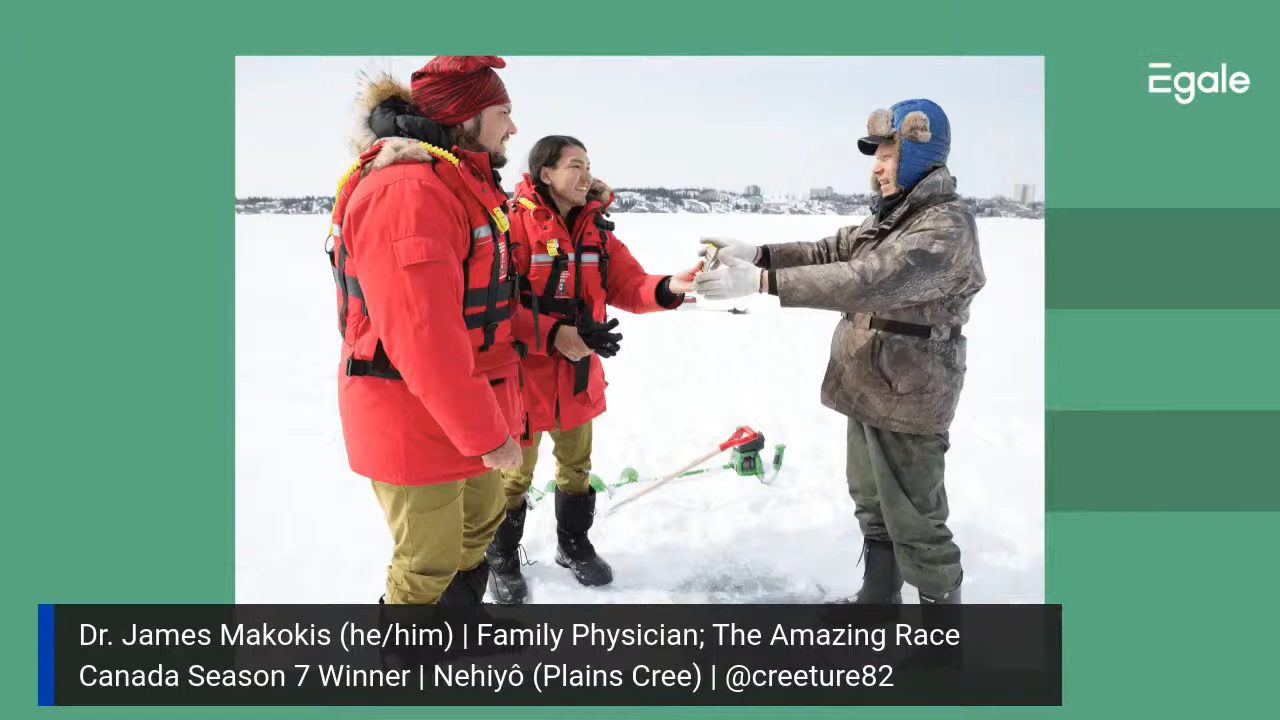 Egale
Dr. James Makokis (he/him) | Family Physician; The Amazing Race
Canada Season 7 Winner | Nehiyô (Plains Cree) | @creeture82